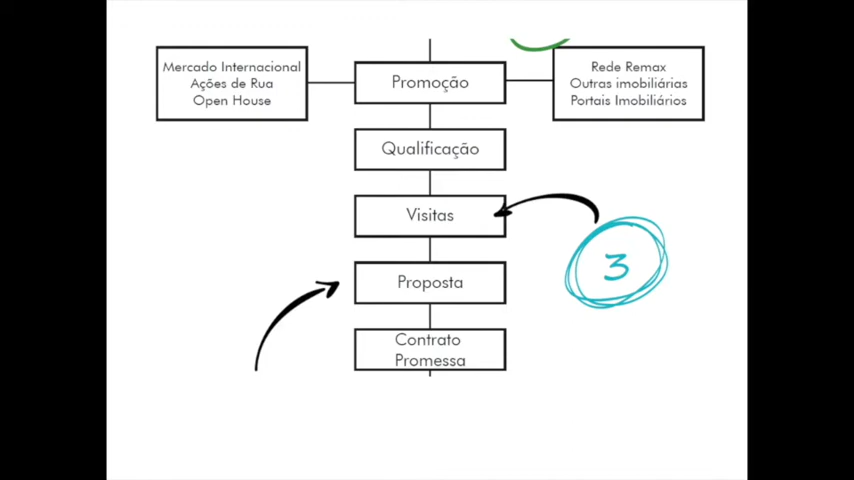 Mercado Internacional
Ações de Rua
Open House
Promoção
Rede Remax
Outras imobiliárias
Portais Imobiliários
Qualificação
Visitas
3
Proposta
Contrato
Promessa